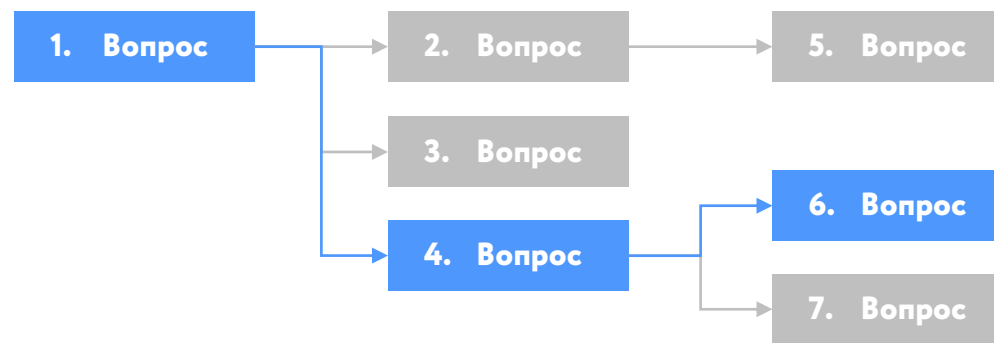 1. Вопрос
2. Вопрос
5. Вопрос
3. Вопрос
4. Вопрос
6. Вопрос
7. Вопрос